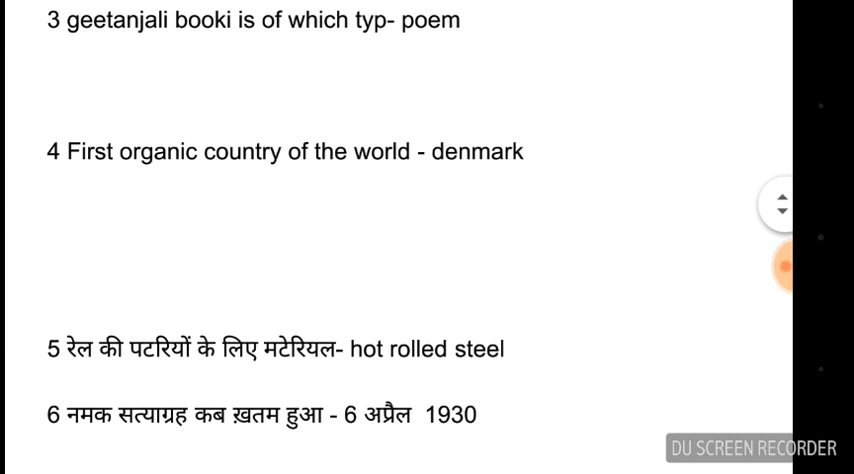 3 geetanjali booki is of which typ- poem
4 First organic country of the world - denmark
5 रेल की पटरियों के लिए मटेरियल- hot rolled steel
6 नमक सत्याग्रह कब ख़तम हुआ - 6 अप्रैल 1930
DU SCREEN RECORDER